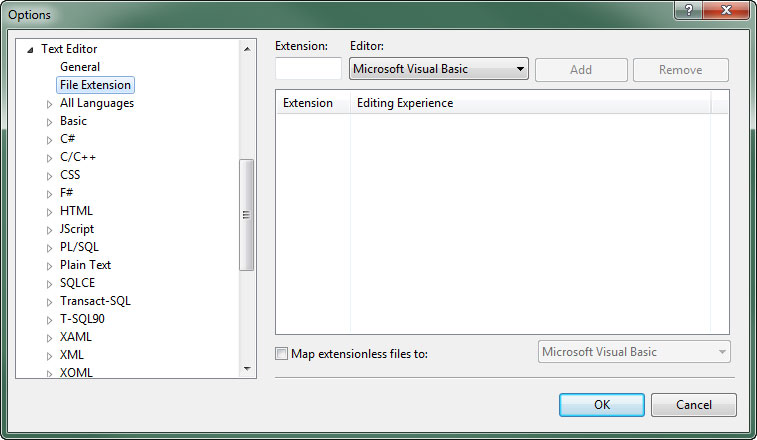 Options
Text Editor
General
File Extension
All Languages
Basic
C#
C/C++
CSS
F#
HTML
JScript
PL/SQL
Plain Text
SQLCE
Transact-SQL
T-SQL90
XAML
XML
XOML
Extension: Editor:
Microsoft Visual Basic Add Remove
Extension Editing Experience
Map extensionless files to: Microsoft Visual Basic
OK Cancel